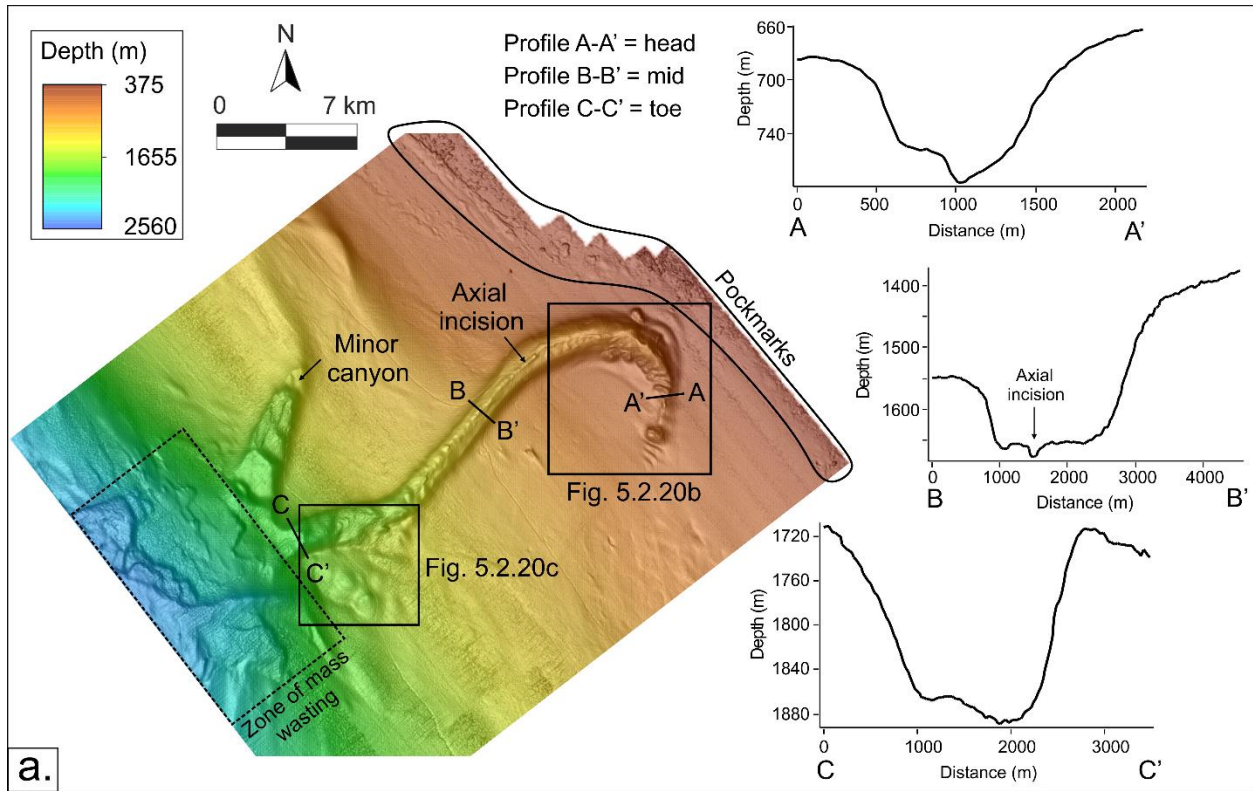 Depth (m)
375
1655
2560
N
0 7 km
Profile A-A’ = head
Profile B-B’ = mid
Profile C-C’ = toe
Pockmarks
Axial
incision
Minor
canyon
B
B'
A' A
Fig. 5.2.20b
C
C'
Fig. 5.2.20c
Zone of mass
wasting
a.
Depth (m)
660
700
740
0 500 1000 1500 2000
A A’
Distance (m)
Depth (m)
1400
1500
1600
Axial
incision
0 1000 2000 3000 4000
B B’
Distance (m)
Depth (m)
1720
1760
1800
1840
1880
0 1000 2000 3000
C C’
Distance (m)